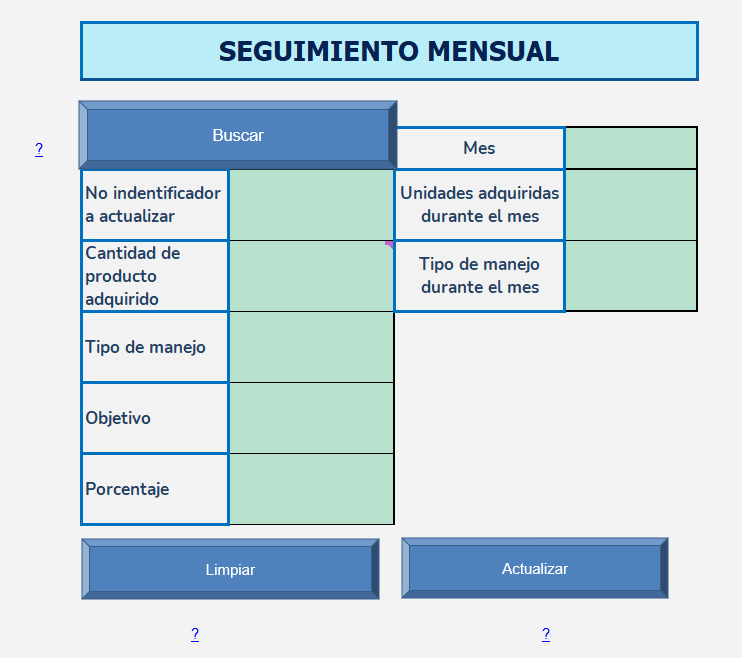 SEGUIMIENTO MENSUAL
Buscar
?
Mes
No indentificador
a actualizar
Unidades adquiridas
durante el mes
Cantidad de
producto
adquirido
Tipo de manejo
durante el mes
Tipo de manejo
Objetivo
Porcentaje
Limpiar
Actualizar
?
?